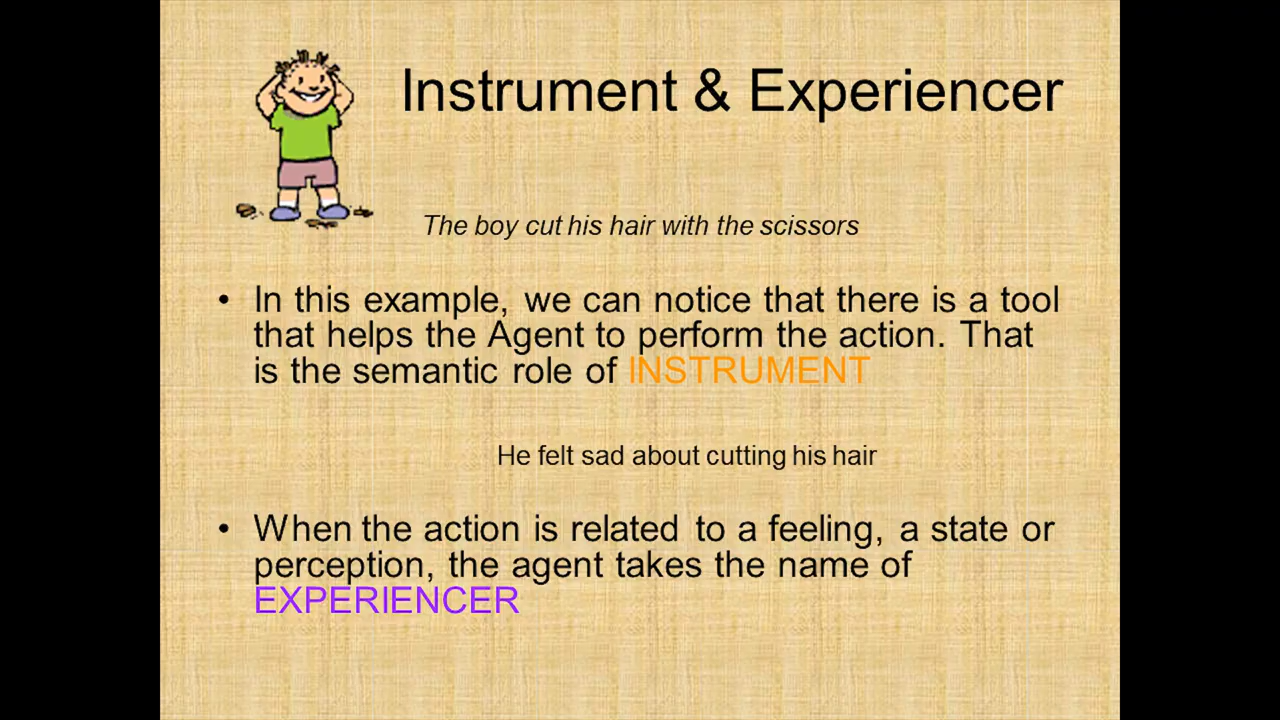 Instrument & Experiencer
The boy cut his hair with the scissors
• In this example, we can notice that there is a tool
that helps the Agent to perform the action. That
is the semantic role of INSTRUMENT
He felt sad about cutting his hair
• When the action is related to a feeling, a state or
perception, the agent takes the name of
EXPERIENCER